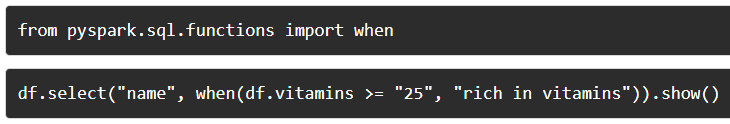 from pyspark.sql.functions import when
df.select("name", when(df.vitamins >= "25", "rich in vitamins")).show()